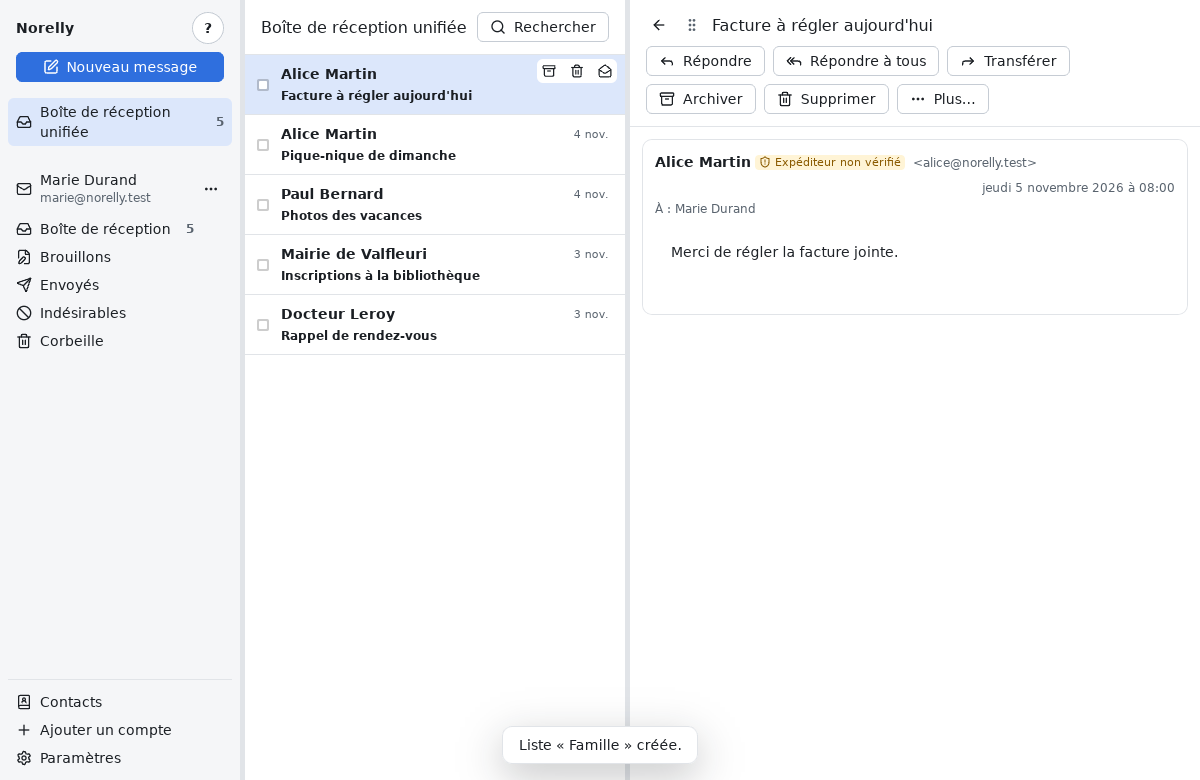 Norelly
?
Nouveau message
Boîte de réception
unifiée
5
Marie Durand
marie@norelly.test
Boîte de réception 5
Brouillons
Envoyés
Indésirables
Corbeille
Contacts
Ajouter un compte
Paramètres
Boîte de réception unifiée
Rechercher
Alice Martin
Facture à régler aujourd'hui
Alice Martin 4 nov.
Pique-nique de dimanche
Paul Bernard 4 nov.
Photos des vacances
Mairie de Valfleuri 3 nov.
Inscriptions à la bibliothèque
Docteur Leroy 3 nov.
Rappel de rendez-vous
Facture à régler aujourd'hui
Répondre Répondre à tous Transférer
Archiver Supprimer Plus...
Alice Martin Expéditeur non vérifié <alice@norelly.test>
jeudi 5 novembre 2026 à 08:00
À : Marie Durand
Merci de régler la facture jointe.
Liste « Famille » créée.